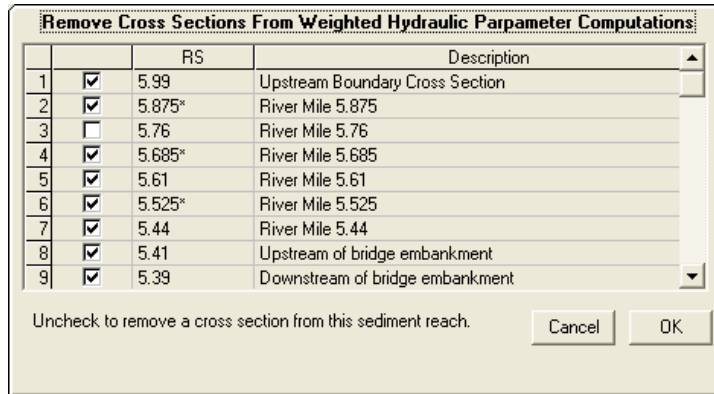 Remove Cross Sections From Weighted Hydraulic Parpameter Computations
RS Description
1 5.99 Upstream Boundary Cross Section
2 5.875* River Mile 5.875
3 5.76 River Mile 5.76
4 5.685* River Mile 5.685
5 5.61 River Mile 5.61
6 5.525* River Mile 5.525
7 5.44 River Mile 5.44
8 5.41 Upstream of bridge embankment
9 5.39 Downstream of bridge embankment
Uncheck to remove a cross section from this sediment reach. Cancel OK